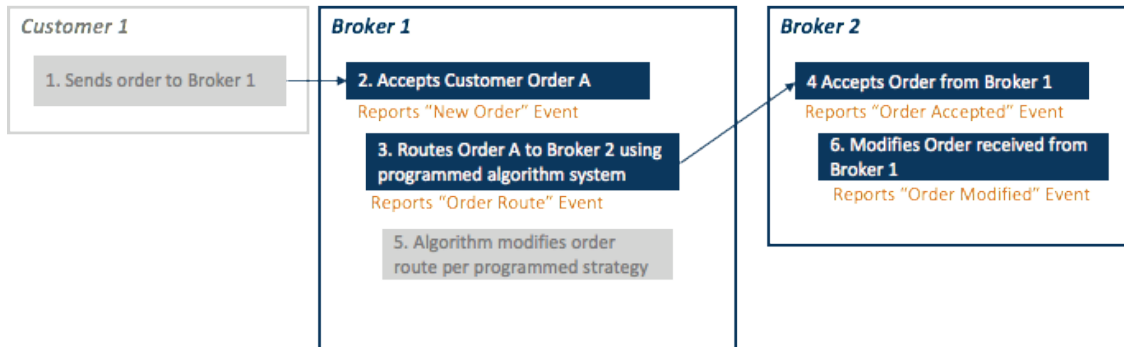 Customer 1
1. Sends order to Broker 1
Broker 1
2. Accepts Customer Order A
Reports "New Order" Event
3. Routes Order A to Broker 2 using
programmed algorithm system
Reports "Order Route" Event
5. Algorithm modifies order
route per programmed strategy
Broker 2
4 Accepts Order from Broker 1
Reports "Order Accepted" Event
6. Modifies Order received from
Broker 1
Reports "Order Modified" Event